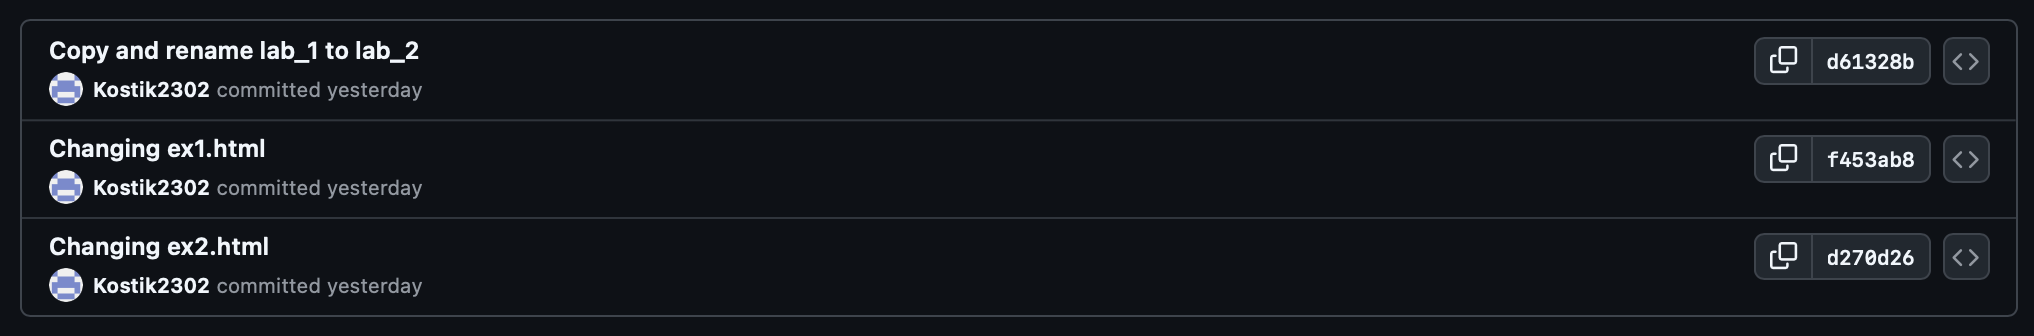 Copy and rename lab_1 to lab_2
Kostik2302 committed yesterday
d61328b
Changing ex1.html
Kostik2302 committed yesterday
f453ab8
Changing ex2.html
Kostik2302 committed yesterday
d270d26